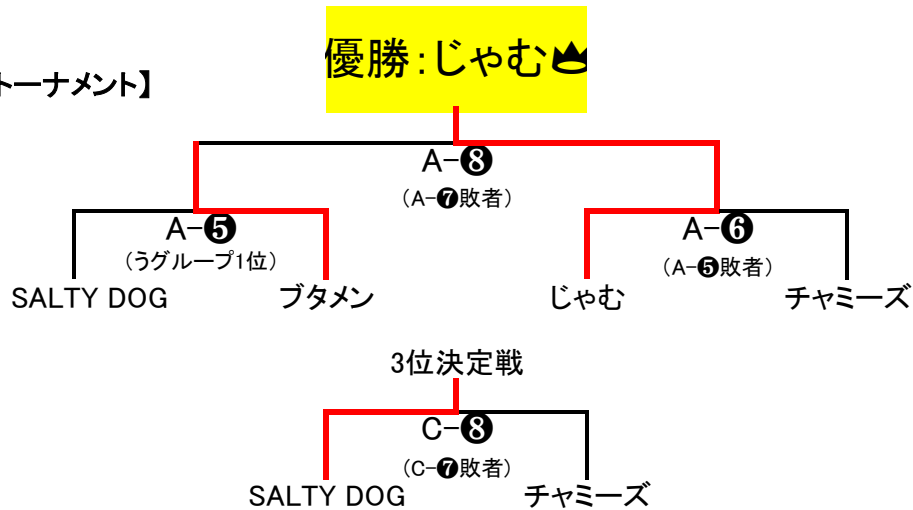 優勝:じゃむ
トーナメント】
A-❽
(A-❼敗者)
A-❺
(うグループ1位)
A-❻
(A-❺敗者)
SALTY DOG
ブタメン
じゃむ
チャミーズ
3位決定戦
C-❽
(C-❼敗者)
SALTY DOG
チャミーズ